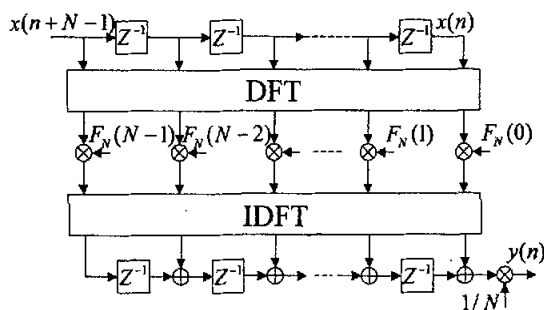 x(n+N-1) Z⁻¹ Z⁻¹ Z⁻¹ x(n)
DFT
F_N(N-1) F_N(N-2) F_N(1) F_N(0)
IDFT
Z⁻¹ Z⁻¹ Z⁻¹ y(n)
1/N